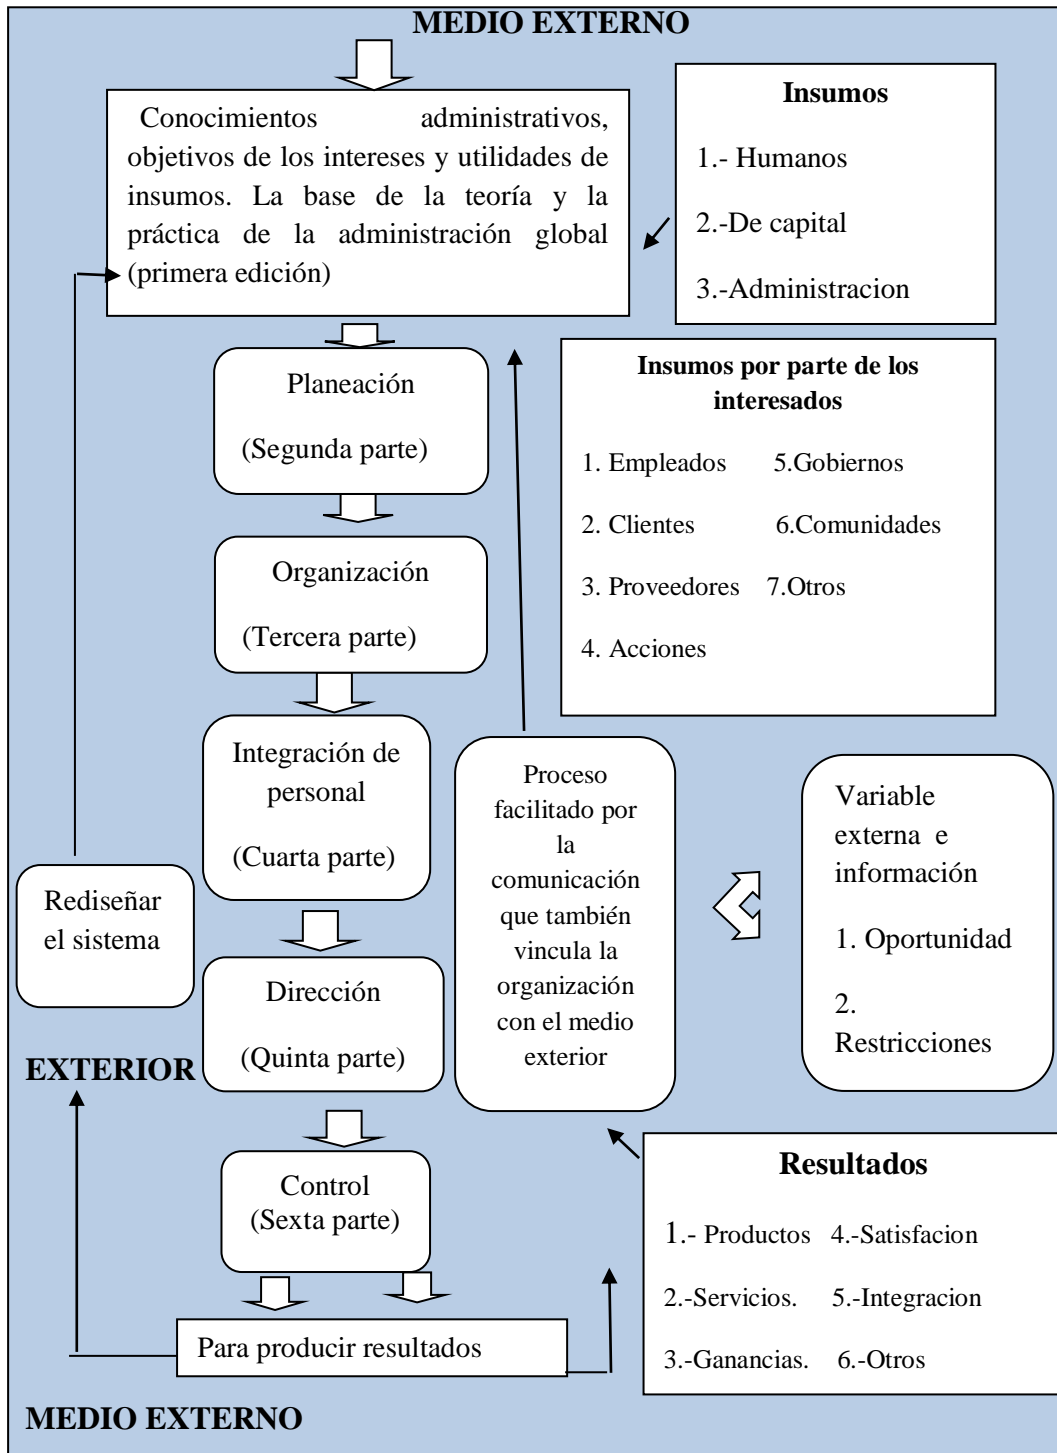 MEDIO EXTERNO
Conocimientos administrativos,
objetivos de los intereses y utilidades de
insumos. La base de la teoría y la
práctica de la administración global
(primera edición)
Insumos
1.- Humanos
2.-De capital
3.-Administracion
Planeación
(Segunda parte)
Insumos por parte de los
interesados
1. Empleados 5.Gobiernos
2. Clientes 6.Comunidades
3. Proveedores 7.Otros
4. Acciones
Organización
(Tercera parte)
Integración de
personal
(Cuarta parte)
Proceso
facilitado por
la
comunicación
que también
vincula la
organización
con el medio
exterior
Variable
externa e
información
1. Oportunidad
2.
Restricciones
Rediseñar
el sistema
Dirección
(Quinta parte)
EXTERIOR
Control
(Sexta parte)
Resultados
1.- Productos 4.-Satisfacion
2.-Servicios. 5.-Integracion
3.-Ganancias. 6.-Otros
Para producir resultados
MEDIO EXTERNO